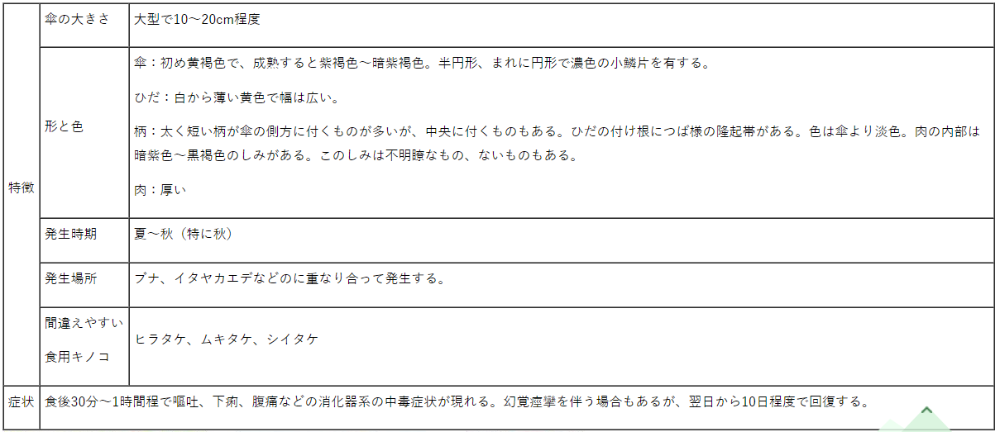 特徴
傘の大きさ
大型で10～20cm程度
形と色
傘：初め黄褐色で、成熟すると紫褐色～暗紫褐色。半円形、まれに円形で濃色の小鱗片を有する。
ひだ：白から薄い黄色で幅は広い。
柄：太く短い柄が傘の側方に付くものが多いが、中央に付くものもある。ひだの付け根につば様の隆起帯がある。色は傘より淡色。肉の内部は
暗紫色～黒褐色のしみがある。このしみは不明瞭なもの、ないものもある。
肉：厚い
発生時期
夏～秋（特に秋）
発生場所
ブナ、イタヤカエデなどのに重なり合って発生する。
間違えやすい
食用キノコ
ヒラタケ、ムキタケ、シイタケ
症状
食後30分～1時間程で嘔吐、下痢、腹痛などの消化器系の中毒症状が現れる。幻覚痙攣を伴う場合もあるが、翌日から10日程度で回復する。